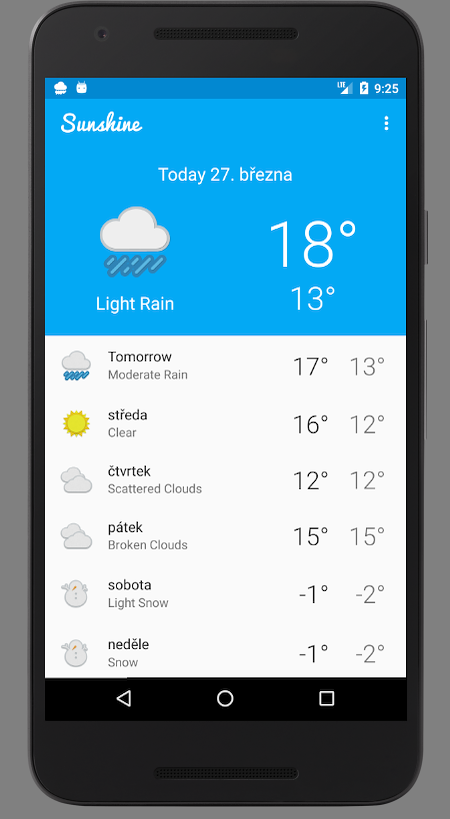 LTE 9:25
Sunshine
Today 27. března
18°
Light Rain 13°
Tomorrow
Moderate Rain
17° 13°
středa
Clear
16° 12°
čtvrtek
Scattered Clouds
12° 12°
pátek
Broken Clouds
15° 15°
sobota
Light Snow
-1° -2°
neděle
Snow
-1° -2°